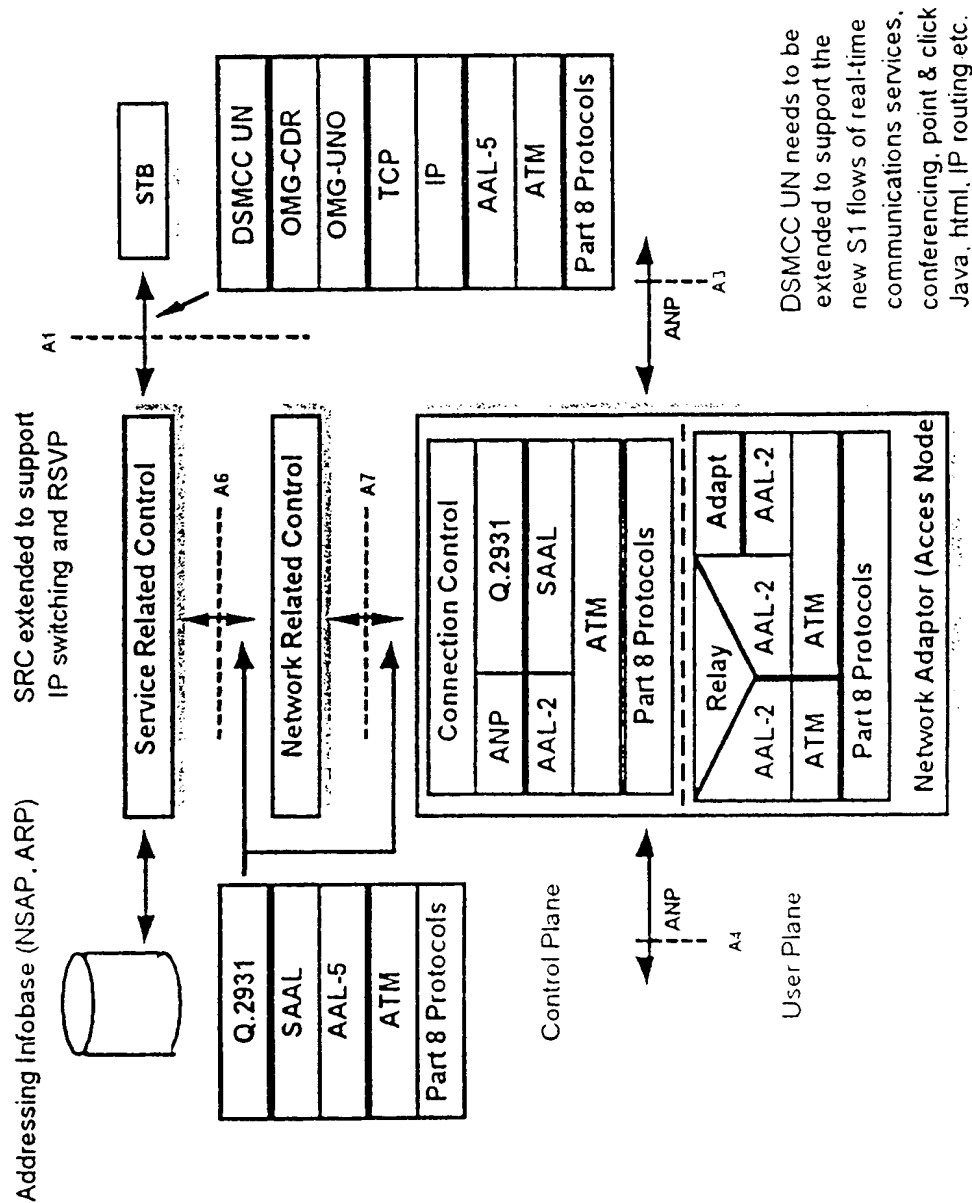 Addressing Infobase (NSAP, ARP)
SRC extended to support
IP switching and RSVP
A1
Service Related Control
STB
A6
Network Related Control
A7
Q.2931
SAAL
AAL-5
ATM
Part 8 Protocols
DSMCC UN
OMG-CDR
OMG-UNO
TCP
IP
AAL-5
ATM
Part 8 Protocols
Control Plane
ANP
A4
User Plane
Connection Control
ANP
Q.2931
AAL-2
SAAL
ATM
Part 8 Protocols
Relay
Adapt
AAL-2
AAL-2
AAL-2
ATM
ATM
Part 8 Protocols
Network Adaptor (Acces Node)
ANP
A3
DSMCC UN needs to be
extended to support the
new S1 flows of real-time
communications services,
conferencing, point & click
Java, html, IP routing etc.